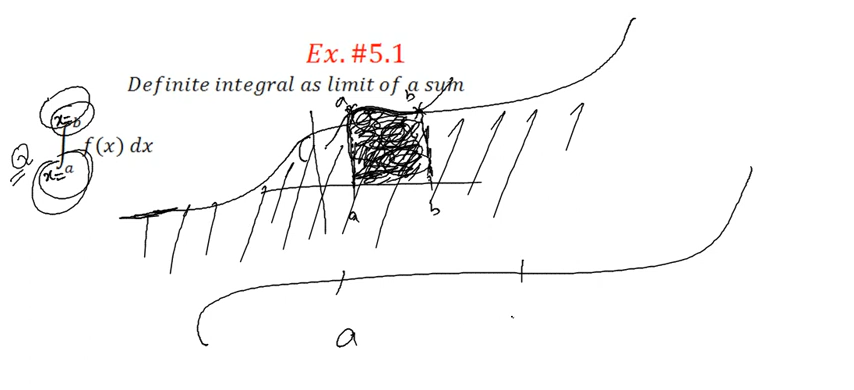 Ex. #5.1
Definite integral as limit of a sum
a b
x=b
∫ f(x) dx
x=a
Q
a b
a